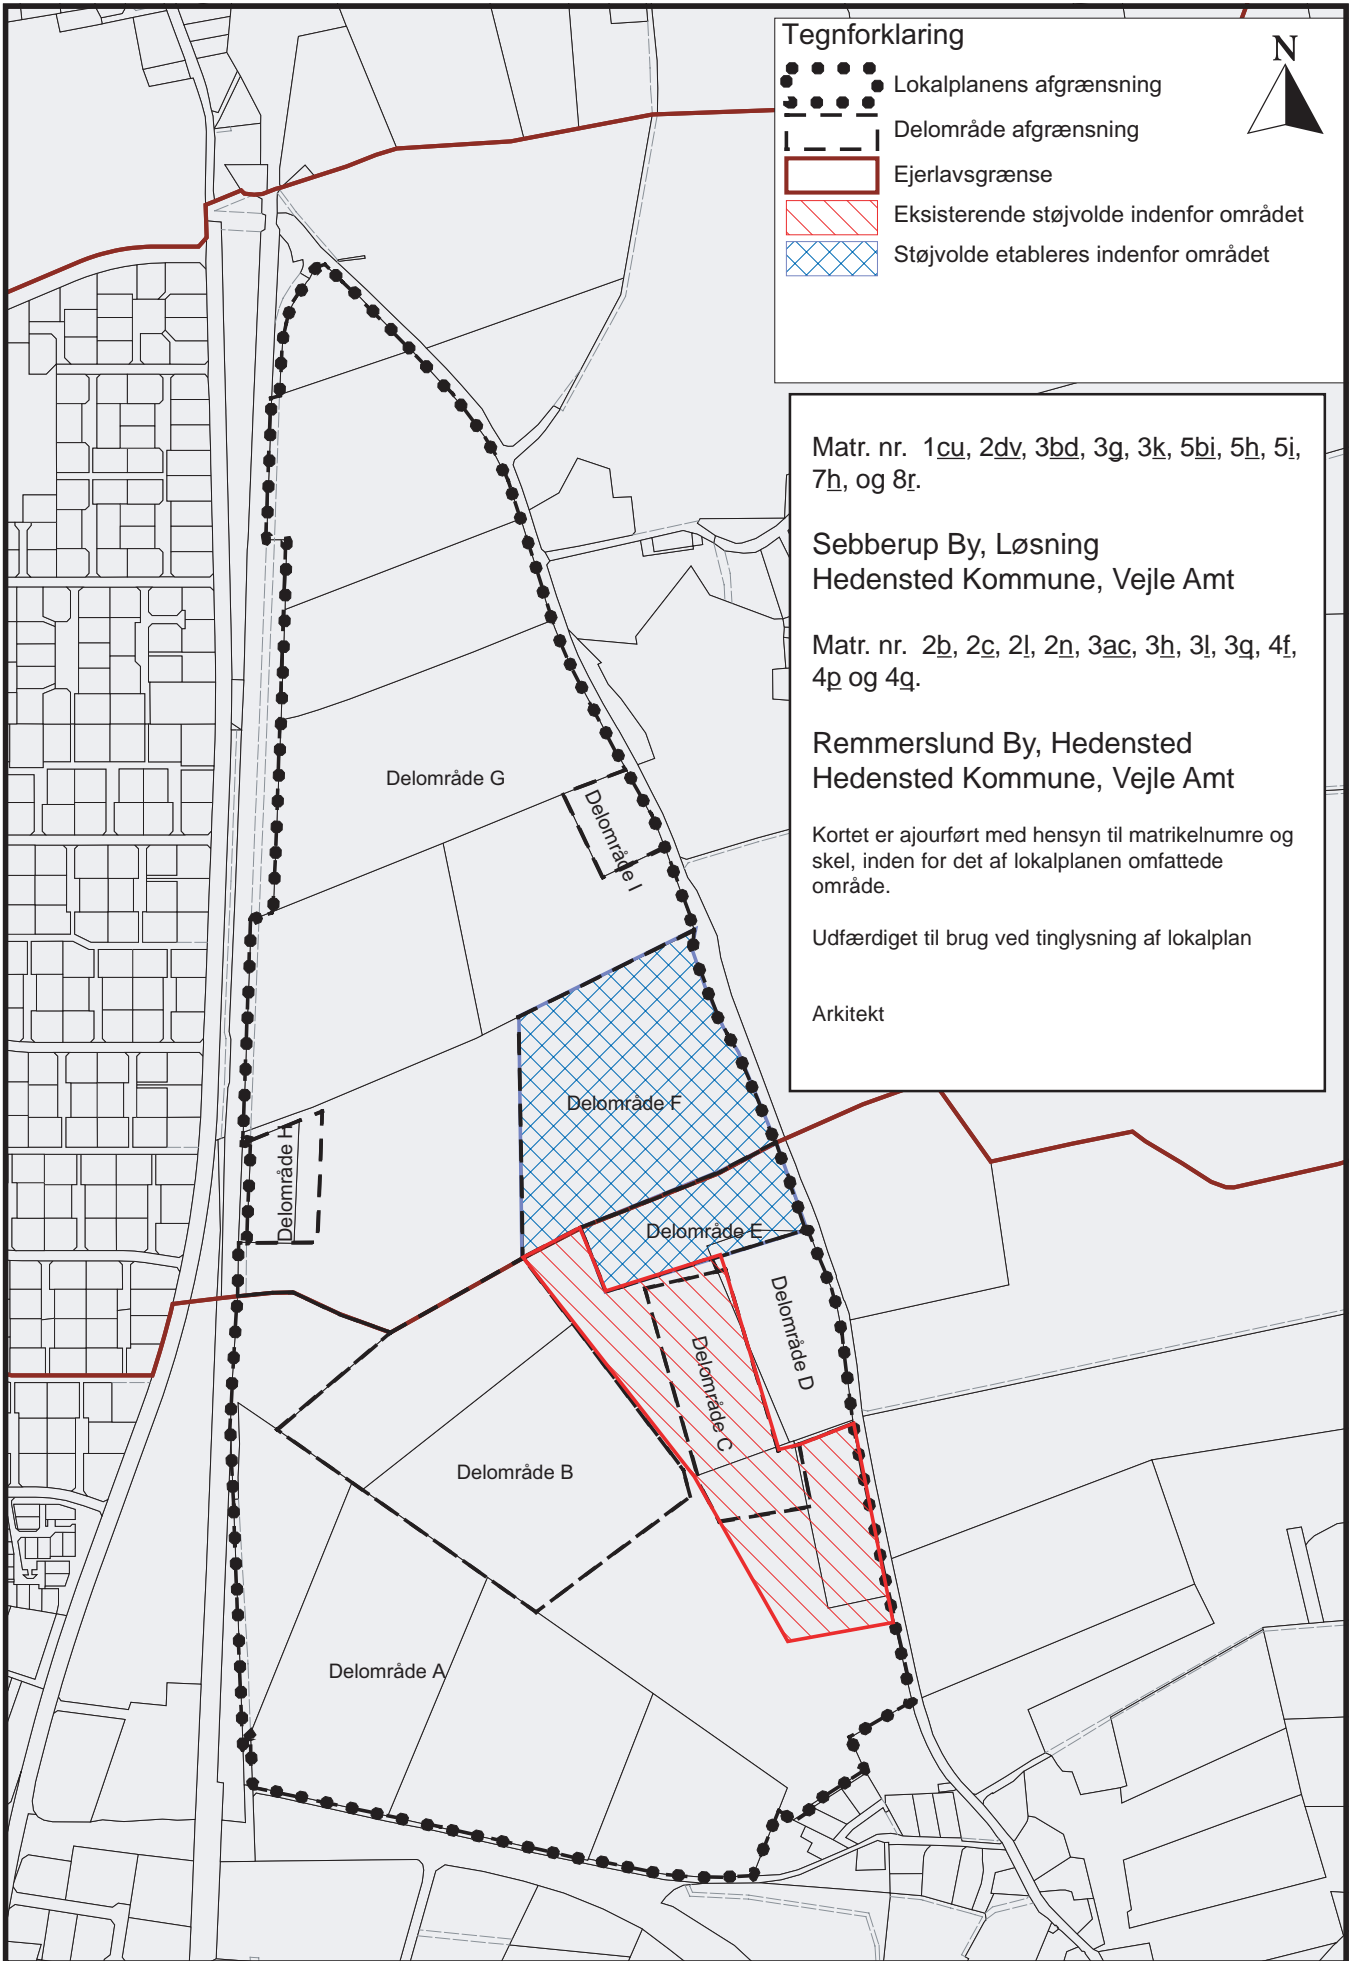 Tegnforklaring
N
Lokalplanens afgrænsning
Delområde afgrænsning
Ejerlavsgrænse
Eksisterende støjvolde indenfor området
Støjvolde etableres indenfor området
Matr. nr. 1cu, 2dv, 3bd, 3g, 3k, 5bi, 5h, 5i,
7h, og 8r.
Sebberup By, Løsning
Hedensted Kommune, Vejle Amt
Matr. nr. 2b, 2c, 2l, 2n, 3ac, 3h, 3l, 3q, 4f,
4p og 4q.
Remmerslund By, Hedensted
Hedensted Kommune, Vejle Amt
Kortet er ajourført med hensyn til matrikelnumre og
skel, inden for det af lokalplanen omfattede
område.
Udfærdiget til brug ved tinglysning af lokalplan
Arkitekt
Delområde G
Delområde I
Delområde F
Delområde H
Delområde E
Delområde D
Delområde C
Delområde B
Delområde A